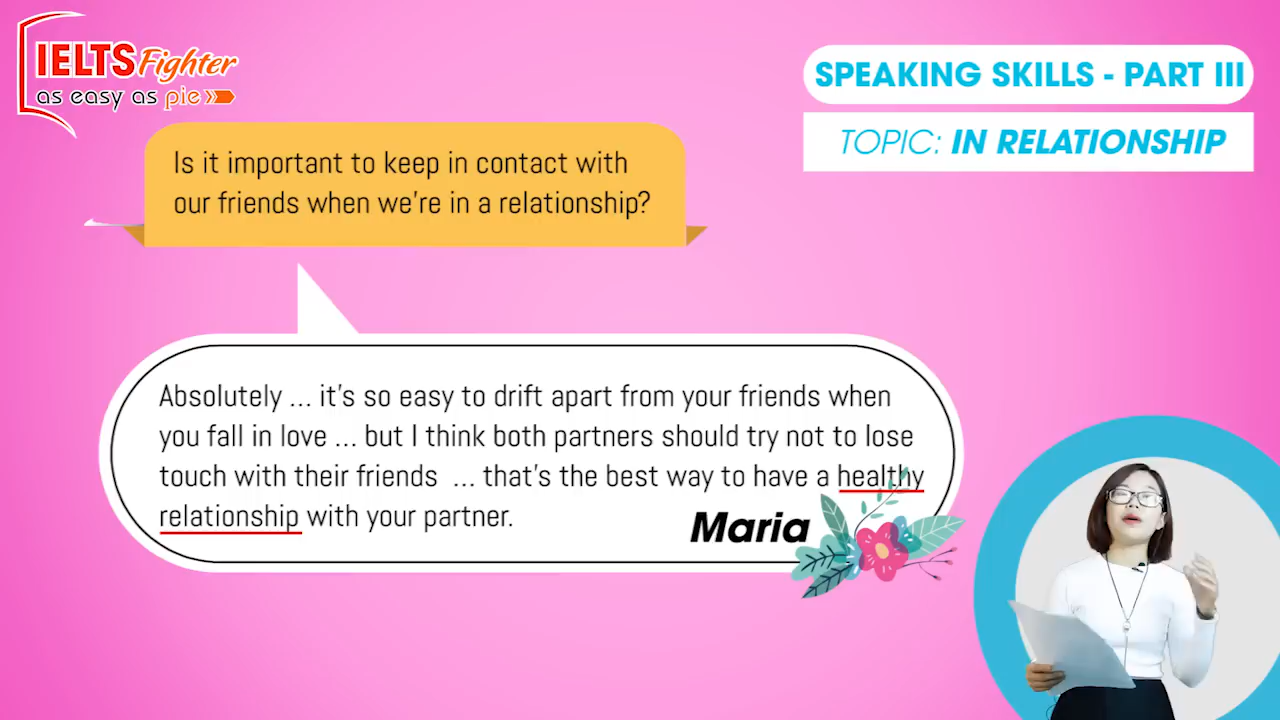 IELTS Fighter
as easy as pie
SPEAKING SKILLS - PART III
TOPIC: IN RELATIONSHIP
Is it important to keep in contact with
our friends when we're in a relationship?
Absolutely ... it's so easy to drift apart from your friends when
you fall in love ... but I think both partners should try not to lose
touch with their friends ... that's the best way to have a healthy
relationship with your partner.
Maria